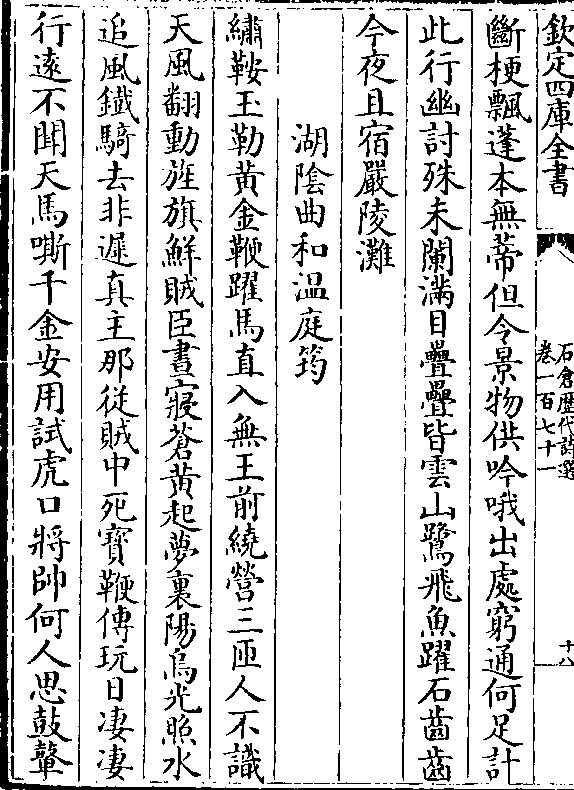 欽定四庫全書
石倉歴代詩選
卷一百七十一
十八
斷梗飄蓬本無蒂但令景物供吟哦出處窮通何足計
此行幽討殊未闌滿目疊疊皆雲山鷺飛魚躍石齒齒
今夜且宿嚴陵灘
湖陰曲和温庭筠
繡鞍玉勒黄金鞭躍馬直入無王前繞營三匝人不識
天風翻動旌旗鮮賊臣晝寢蒼黄起夢裏陽烏光照水
追風鐵騎去非遲真主那從賊中死寳鞭傳玩日凄凄
行逺不聞天馬嘶千金安用試虎口將帥何人思鼓鼙